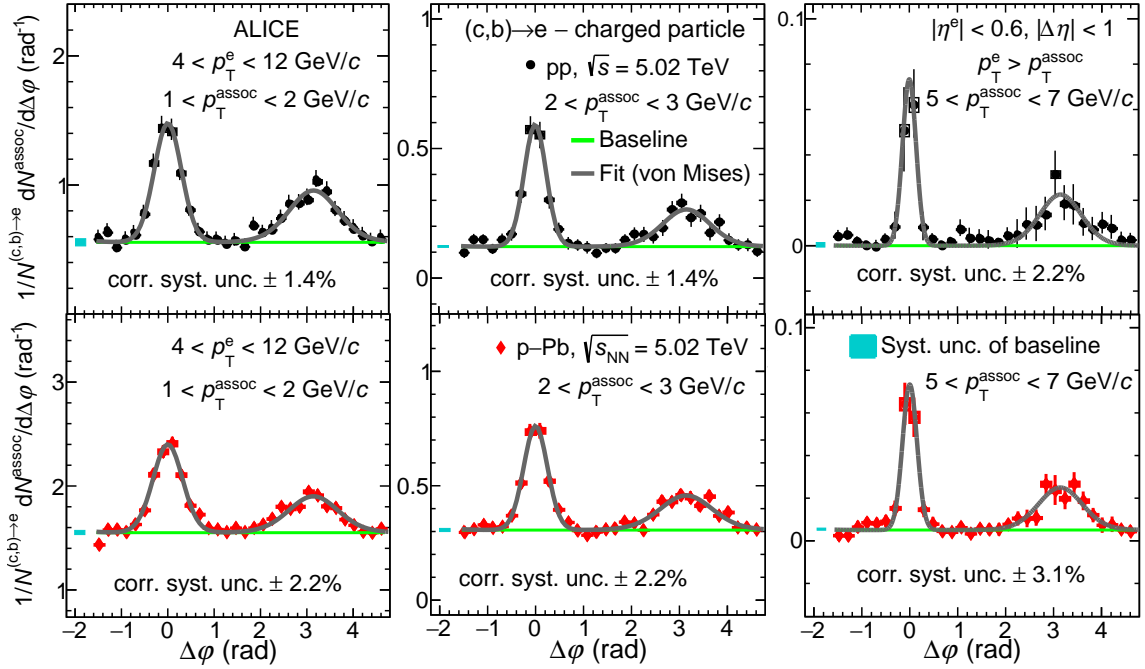 ALICE
4 < p_T^e < 12 GeV/c
1 < p_T^assoc < 2 GeV/c
corr. syst. unc. ± 1.4%
1/N^(c,b)→e dN^assoc/dΔφ (rad⁻¹)
2
1
(c,b)→e – charged particle
pp, √s = 5.02 TeV
2 < p_T^assoc < 3 GeV/c
Baseline
Fit (von Mises)
corr. syst. unc. ± 1.4%
1
0.5
0
|η^e| < 0.6, |Δη| < 1
p_T^e > p_T^assoc
5 < p_T^assoc < 7 GeV/c
corr. syst. unc. ± 2.2%
0.1
0
4 < p_T^e < 12 GeV/c
1 < p_T^assoc < 2 GeV/c
corr. syst. unc. ± 2.2%
1/N^(c,b)→e dN^assoc/dΔφ (rad⁻¹)
3
2
1
−2 −1 0 1 2 3 4
Δφ (rad)
p–Pb, √s_NN = 5.02 TeV
2 < p_T^assoc < 3 GeV/c
corr. syst. unc. ± 2.2%
1
0.5
0
−2 −1 0 1 2 3 4
Δφ (rad)
Syst. unc. of baseline
5 < p_T^assoc < 7 GeV/c
corr. syst. unc. ± 3.1%
0.1
0
−2 −1 0 1 2 3 4
Δφ (rad)